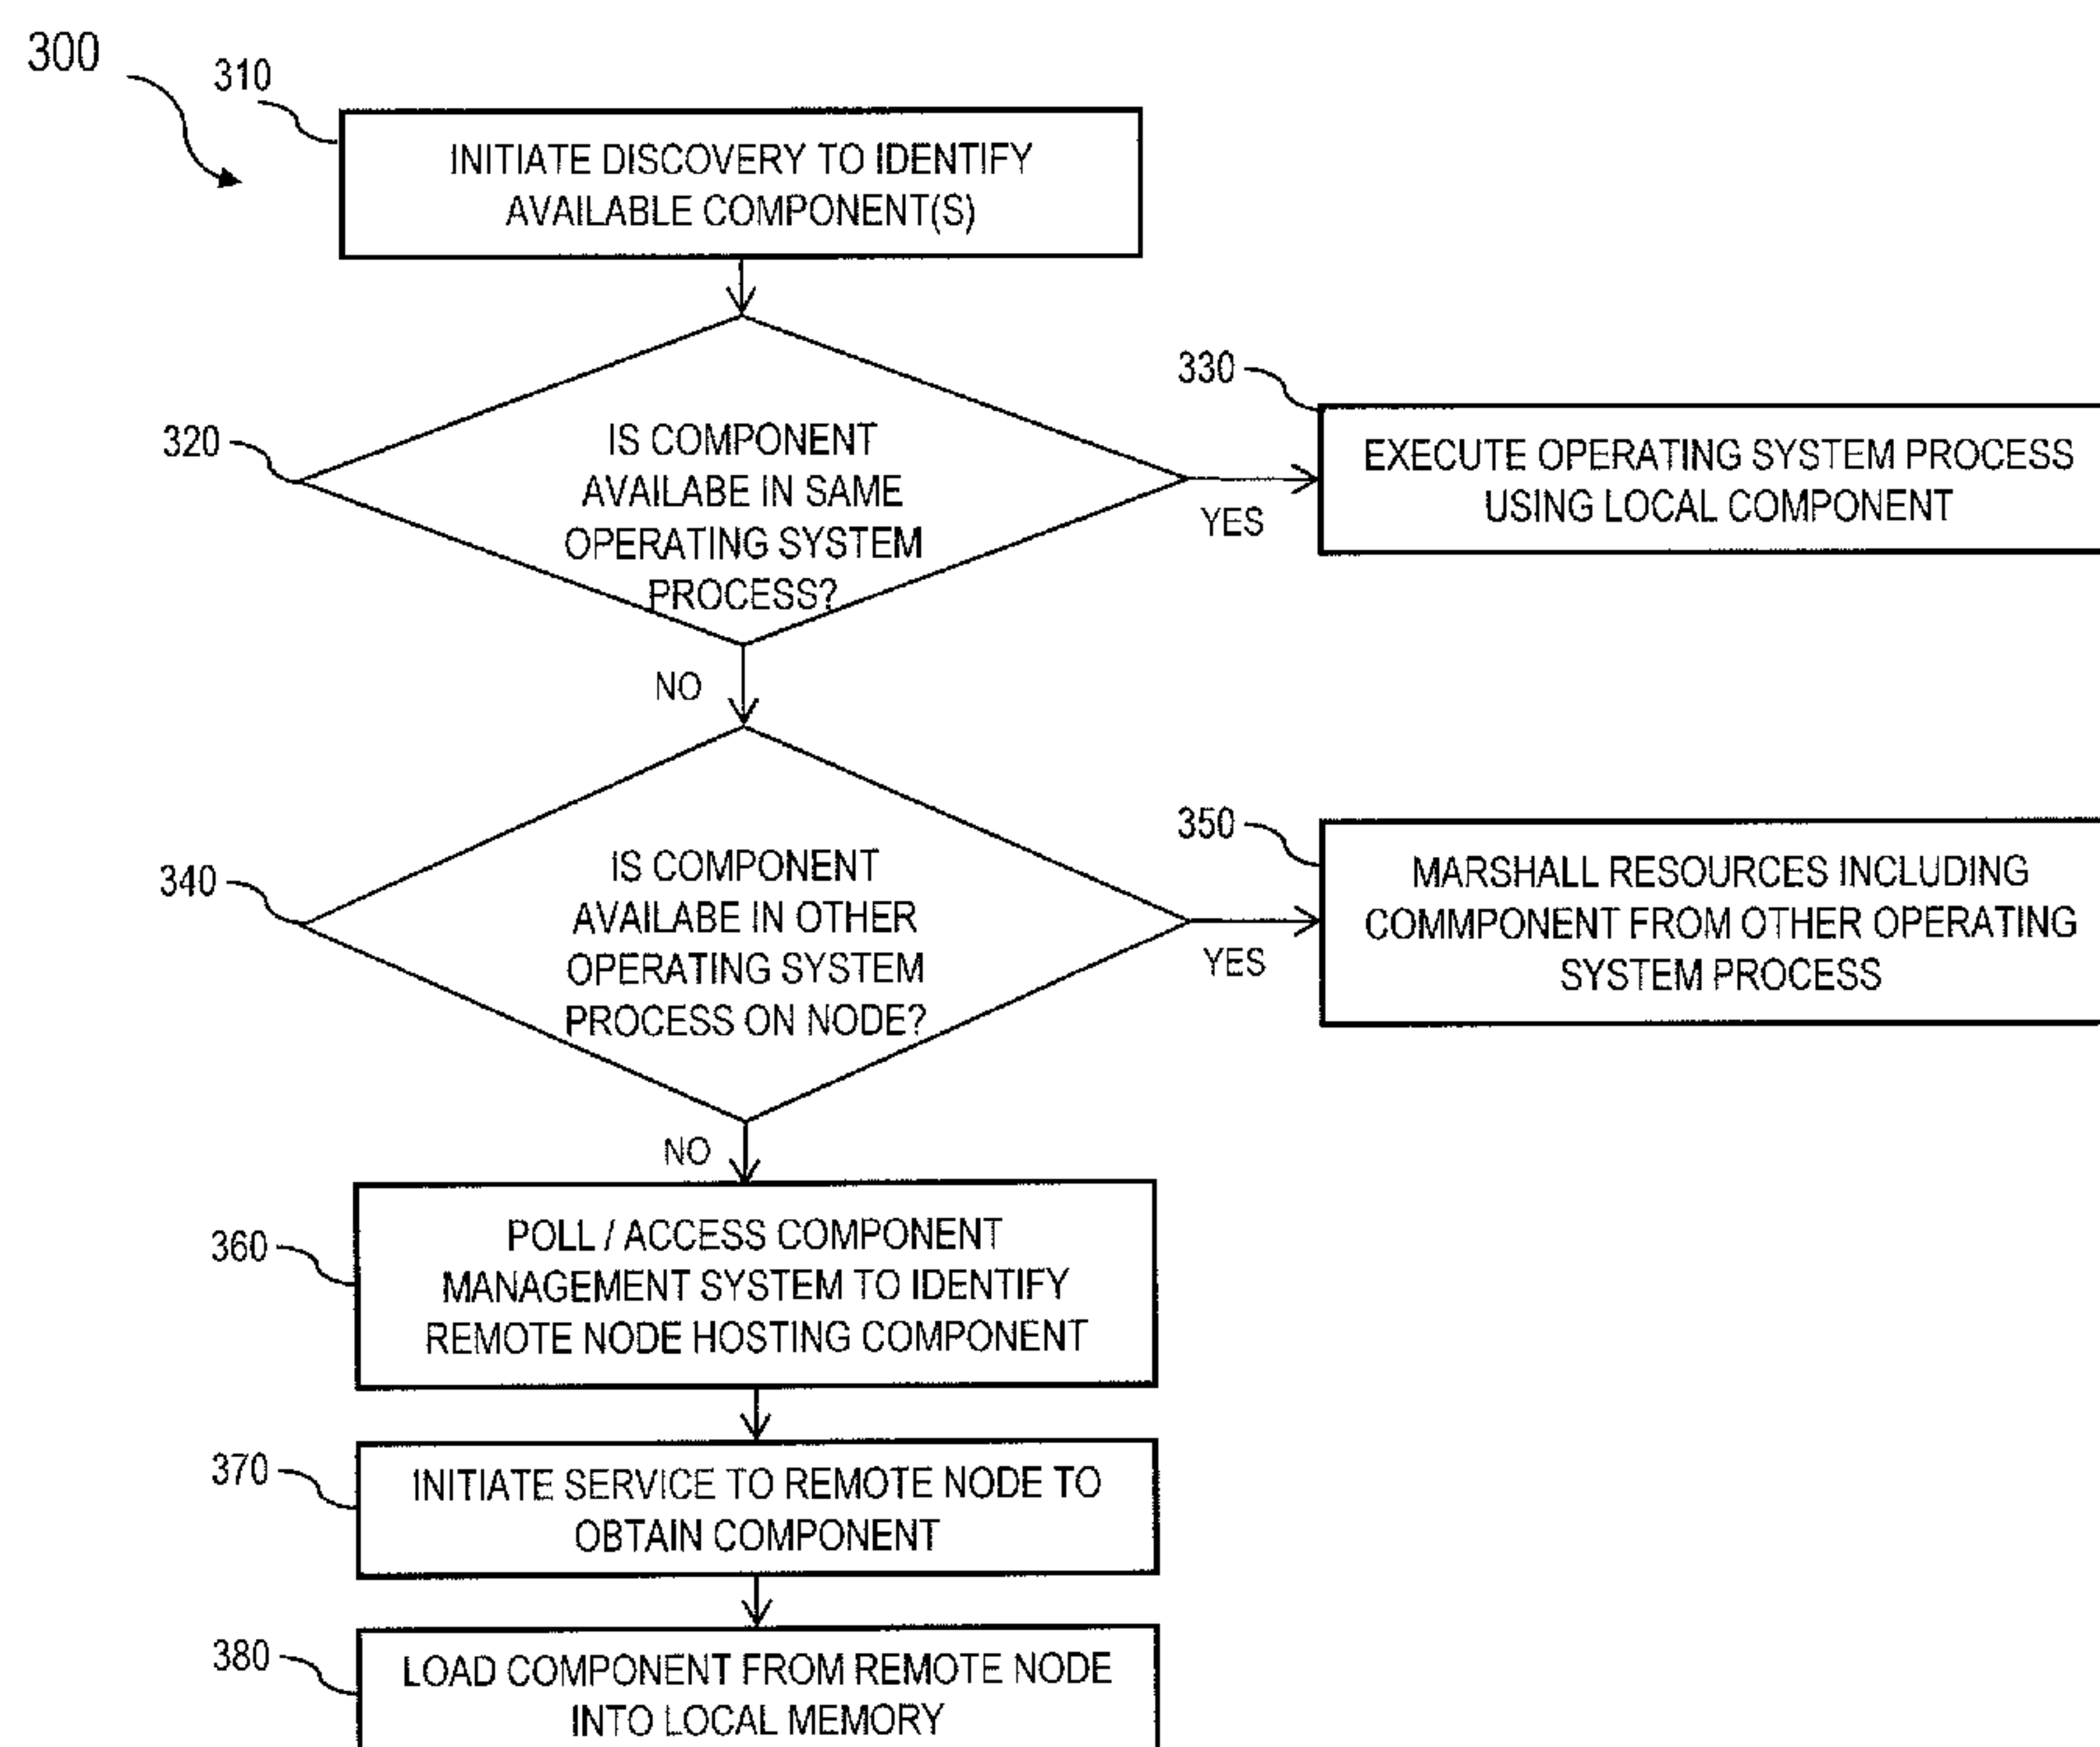 300
310
INITIATE DISCOVERY TO IDENTIFY
AVAILABLE COMPONENT(S)
320
IS COMPONENT
AVAILABE IN SAME
OPERATING SYSTEM
PROCESS?
YES
330
EXECUTE OPERATING SYSTEM PROCESS
USING LOCAL COMPONENT
NO
340
IS COMPONENT
AVAILABE IN OTHER
OPERATING SYSTEM
PROCESS ON NODE?
YES
350
MARSHALL RESOURCES INCLUDING
COMMPONENT FROM OTHER OPERATING
SYSTEM PROCESS
NO
360
POLL / ACCESS COMPONENT
MANAGEMENT SYSTEM TO IDENTIFY
REMOTE NODE HOSTING COMPONENT
370
INITIATE SERVICE TO REMOTE NODE TO
OBTAIN COMPONENT
380
LOAD COMPONENT FROM REMOTE NODE
INTO LOCAL MEMORY